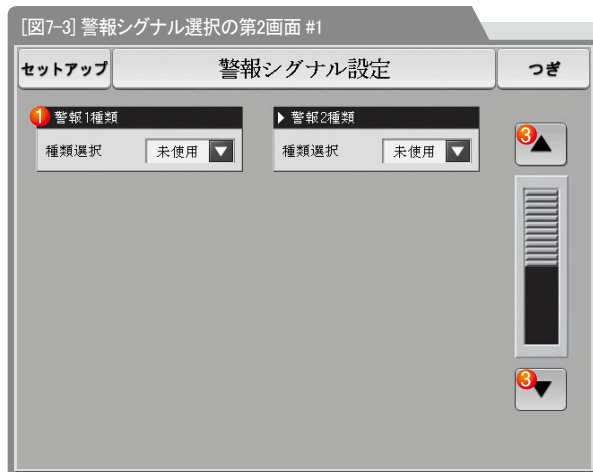 [図7-3] 警報シグナル選択の第2画面 #1
セットアップ
警報シグナル設定
つぎ
1 警報1種類
▶ 警報2種類
3 ▲
種類選択 未使用 ▼
種類選択 未使用 ▼
3 ▼